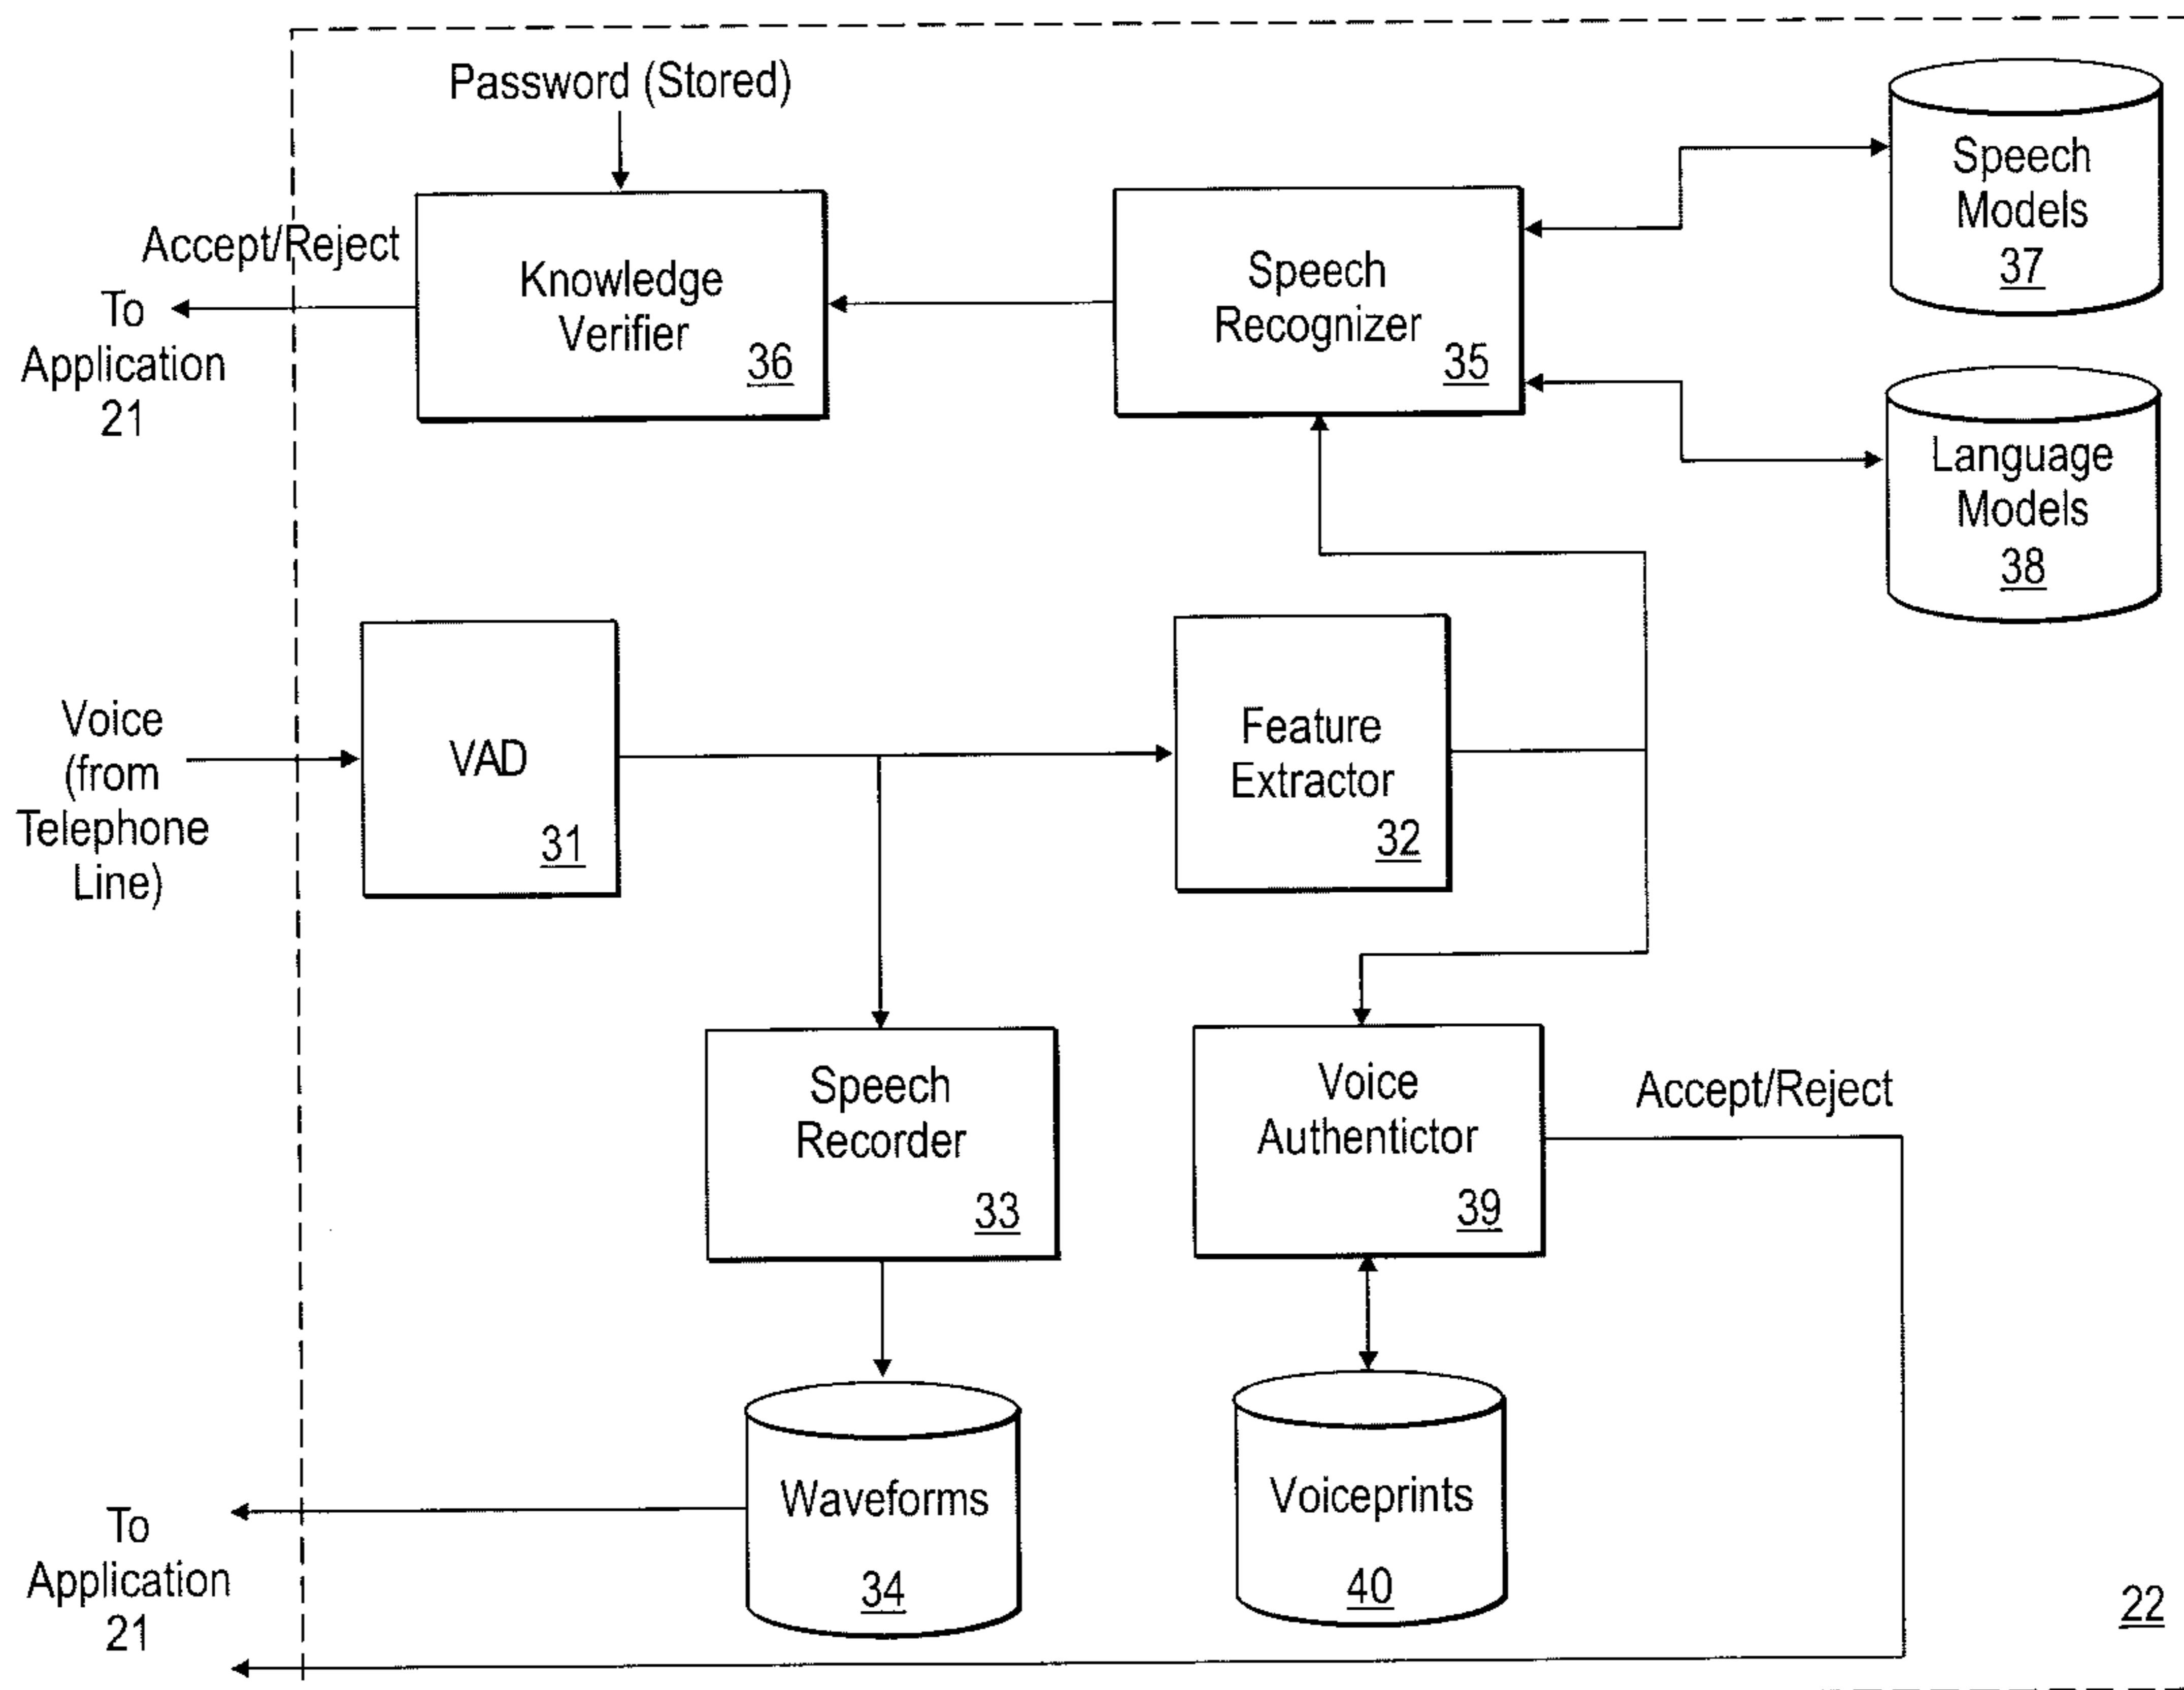 Password (Stored)
Accept/Reject
To
Application
21
Knowledge
Verifier
36
Speech
Recognizer
35
Speech
Models
37
Language
Models
38
Voice
(from
Telephone
Line)
VAD
31
Feature
Extractor
32
Speech
Recorder
33
Voice
Authentictor
39
Accept/Reject
To
Application
21
Waveforms
34
Voiceprints
40
22